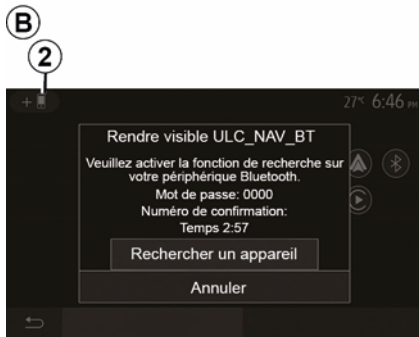 B
2
+
27°C 6:46 PM
Rendre visible ULC_NAV_BT
Veuillez activer la fonction de recherche sur
votre périphérique Bluetooth.
Mot de passe: 0000
Numéro de confirmation:
Temps 2:57
Rechercher un appareil
Annuler